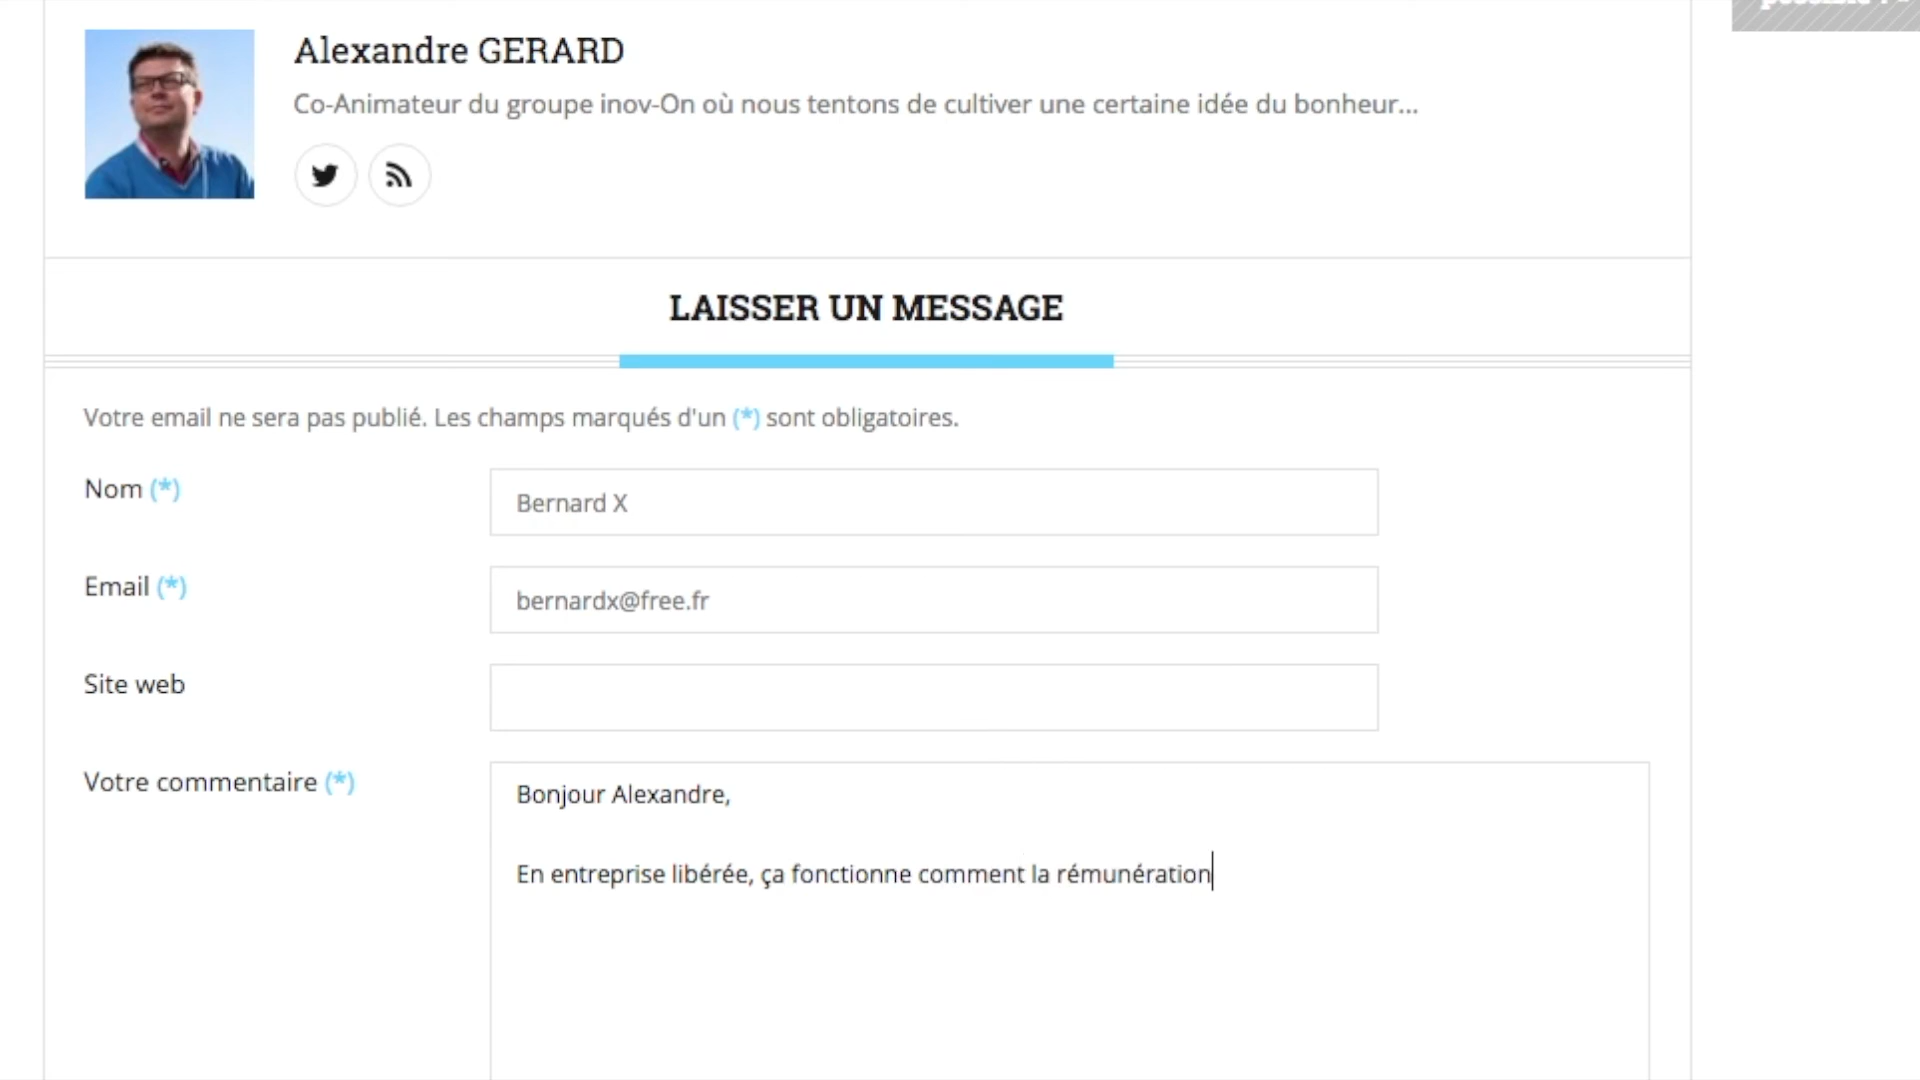 Alexandre GERARD
Co-Animateur du groupe inov-On où nous tentons de cultiver une certaine idée du bonheur...
LAISSER UN MESSAGE
Votre email ne sera pas publié. Les champs marqués d'un (*) sont obligatoires.
Nom (*)
Bernard X
Email (*)
bernardx@free.fr
Site web
Votre commentaire (*)
Bonjour Alexandre,
En entreprise libérée, ça fonctionne comment la rémunération